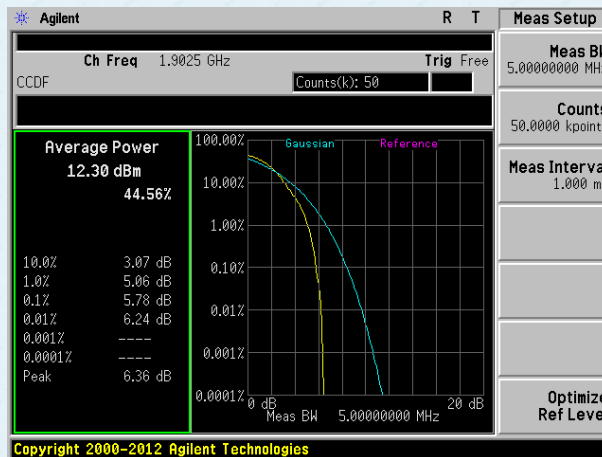 Agilent R T Meas Setup
Ch Freq 1.9025 GHz Trig Free
CCDF Counts(k): 50
Average Power
12.30 dBm
44.56%
10.0% 3.07 dB
1.0% 5.06 dB
0.1% 5.78 dB
0.01% 6.24 dB
0.001% ----
0.0001% ----
Peak 6.36 dB
100.00%
Gaussian Reference
10.00%
1.00%
0.10%
0.01%
0.001%
0.0001%
0 dB 20 dB
Meas BW 5.00000000 MHz
Meas B
5.00000000 MH
Counts
50.0000 kpoint
Meas Interva
1.000 m
Optimize
Ref Leve
Copyright 2000-2012 Agilent Technologies